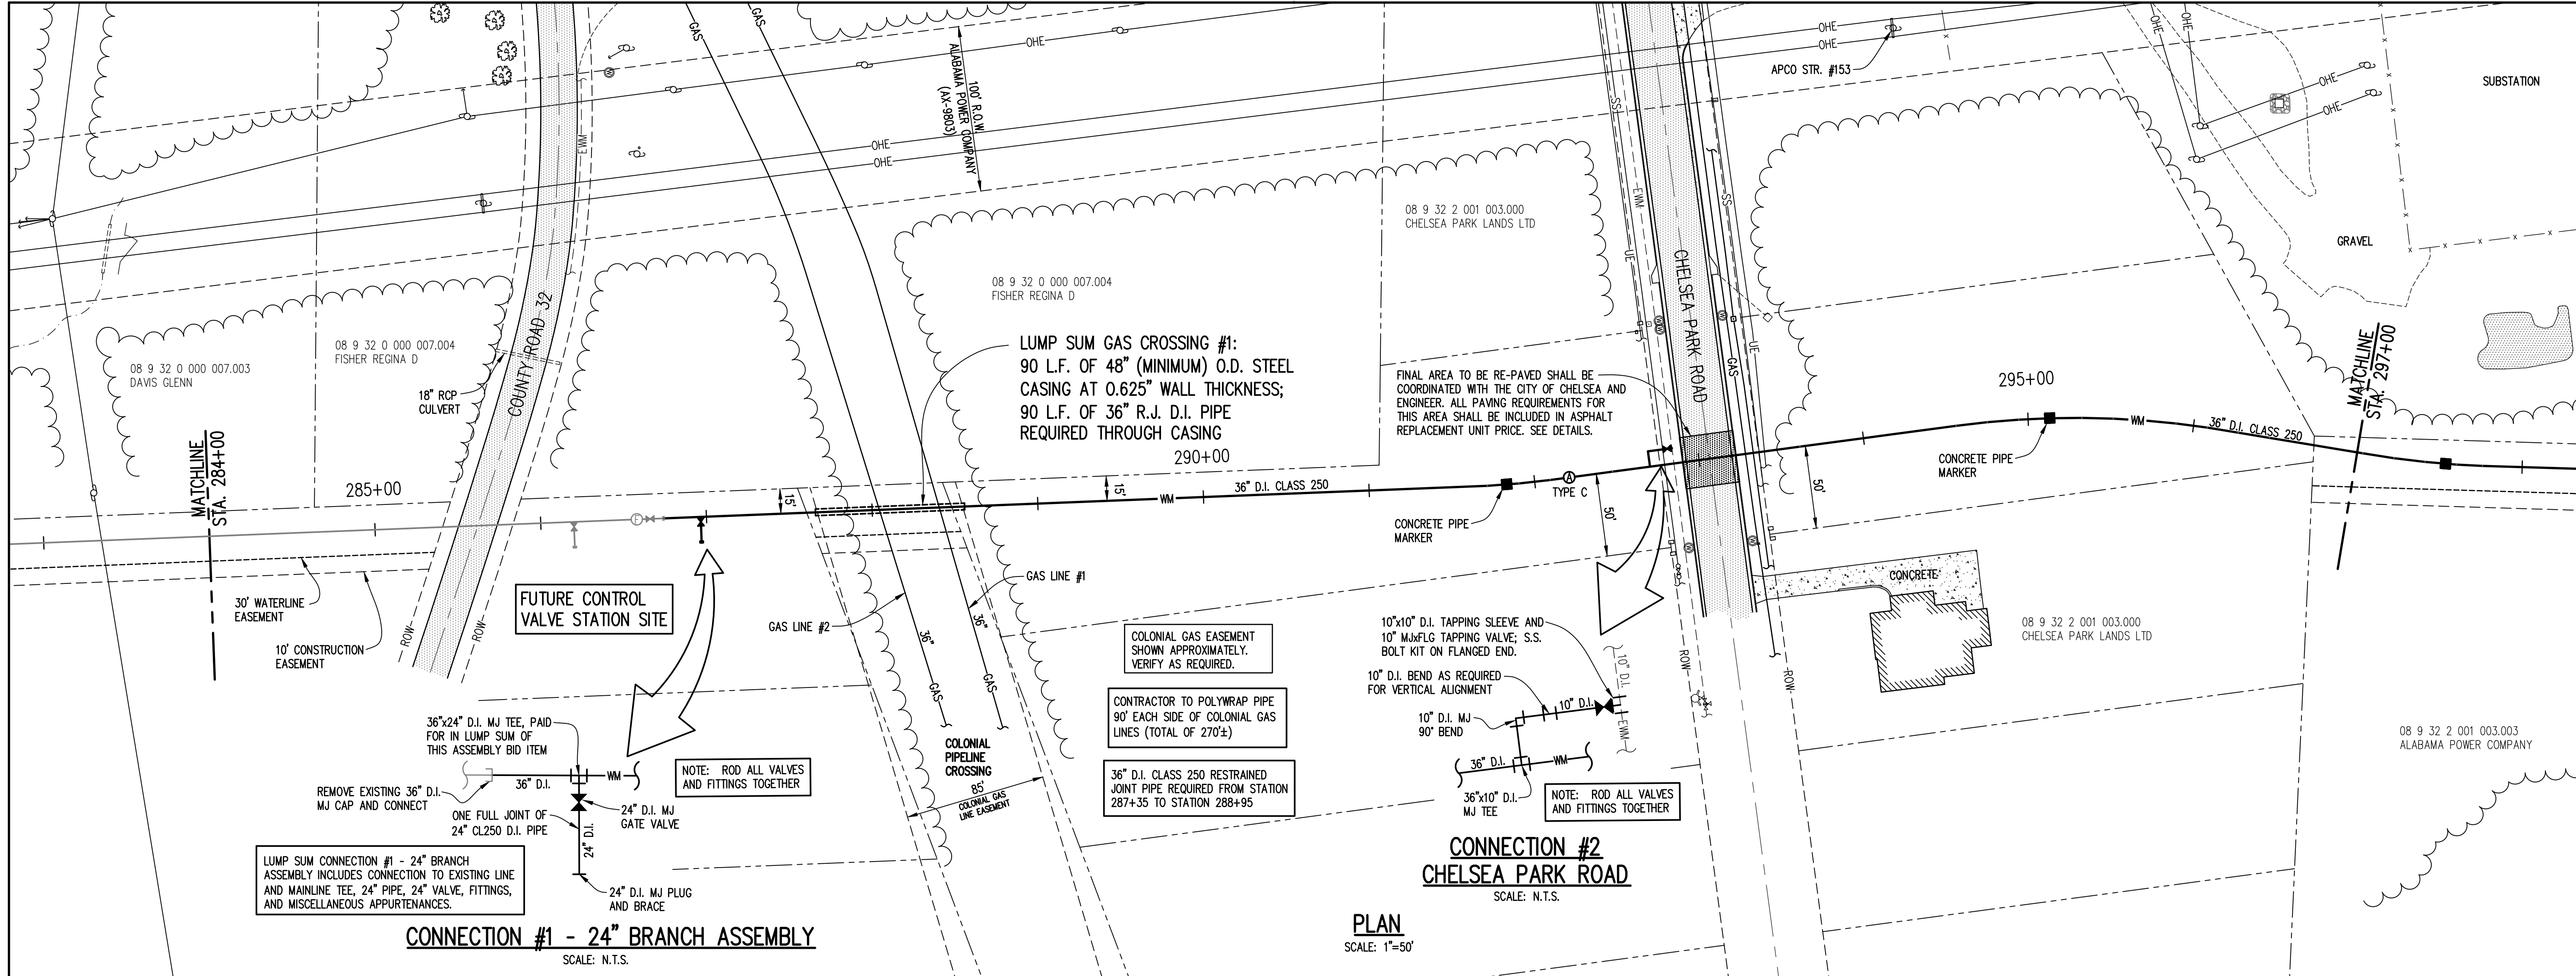 GAS
GAS
OHE
OHE
OHE
OHE
OHE
100' R.O.W.
ALABAMA POWER COMPANY
(AX-9803)
EWM
OHE
OHE
APCO STR. #153
OHE
OHE
SUBSTATION
GRAVEL
SS
EWM
UE
SS
CHELSEA PARK ROAD
GAS
UE
08 9 32 2 001 003.000
CHELSEA PARK LANDS LTD
08 9 32 0 000 007.004
FISHER REGINA D
08 9 32 0 000 007.003
DAVIS GLENN
08 9 32 0 000 007.004
FISHER REGINA D
18" RCP
CULVERT
COUNTY ROAD 32
LUMP SUM GAS CROSSING #1:
90 L.F. OF 48" (MINIMUM) O.D. STEEL
CASING AT 0.625" WALL THICKNESS;
90 L.F. OF 36" R.J. D.I. PIPE
REQUIRED THROUGH CASING
FINAL AREA TO BE RE-PAVED SHALL BE
COORDINATED WITH THE CITY OF CHELSEA AND
ENGINEER. ALL PAVING REQUIREMENTS FOR
THIS AREA SHALL BE INCLUDED IN ASPHALT
REPLACEMENT UNIT PRICE. SEE DETAILS.
MATCHLINE
STA. 284+00
285+00
290+00
295+00
MATCHLINE
STA. 297+00
15'
15'
WM
36" D.I. CLASS 250
A
TYPE C
CONCRETE PIPE
MARKER
50'
50'
CONCRETE PIPE
MARKER
WM
36" D.I. CLASS 250
F
30' WATERLINE
EASEMENT
10' CONSTRUCTION
EASEMENT
ROW
ROW
FUTURE CONTROL
VALVE STATION SITE
GAS LINE #2
GAS LINE #1
36"
36"
GAS
GAS
COLONIAL
PIPELINE
CROSSING
85'
COLONIAL GAS
LINE EASEMENT
COLONIAL GAS EASEMENT
SHOWN APPROXIMATELY.
VERIFY AS REQUIRED.
CONTRACTOR TO POLYWRAP PIPE
90' EACH SIDE OF COLONIAL GAS
LINES (TOTAL OF 270'±)
36" D.I. CLASS 250 RESTRAINED
JOINT PIPE REQUIRED FROM STATION
287+35 TO STATION 288+95
10"x10" D.I. TAPPING SLEEVE AND
10" MJxFLG TAPPING VALVE; S.S.
BOLT KIT ON FLANGED END.
10" D.I. BEND AS REQUIRED
FOR VERTICAL ALIGNMENT
10" D.I. MJ
90° BEND
10" D.I.
10" D.I.
EWM
36" D.I.
WM
36"x10" D.I.
MJ TEE
NOTE: ROD ALL VALVES
AND FITTINGS TOGETHER
CONNECTION #2
CHELSEA PARK ROAD
SCALE: N.T.S.
ROW
ROW
CONCRETE
08 9 32 2 001 003.000
CHELSEA PARK LANDS LTD
08 9 32 2 001 003.003
ALABAMA POWER COMPANY
36"x24" D.I. MJ TEE, PAID
FOR IN LUMP SUM OF
THIS ASSEMBLY BID ITEM
36" D.I.
WM
NOTE: ROD ALL VALVES
AND FITTINGS TOGETHER
REMOVE EXISTING 36" D.I.
MJ CAP AND CONNECT
ONE FULL JOINT OF
24" CL250 D.I. PIPE
24" D.I. MJ
GATE VALVE
24" D.I.
24" D.I. MJ PLUG
AND BRACE
LUMP SUM CONNECTION #1 - 24" BRANCH
ASSEMBLY INCLUDES CONNECTION TO EXISTING LINE
AND MAINLINE TEE, 24" PIPE, 24" VALVE, FITTINGS,
AND MISCELLANEOUS APPURTENANCES.
CONNECTION #1 - 24" BRANCH ASSEMBLY
SCALE: N.T.S.
PLAN
SCALE: 1"=50'